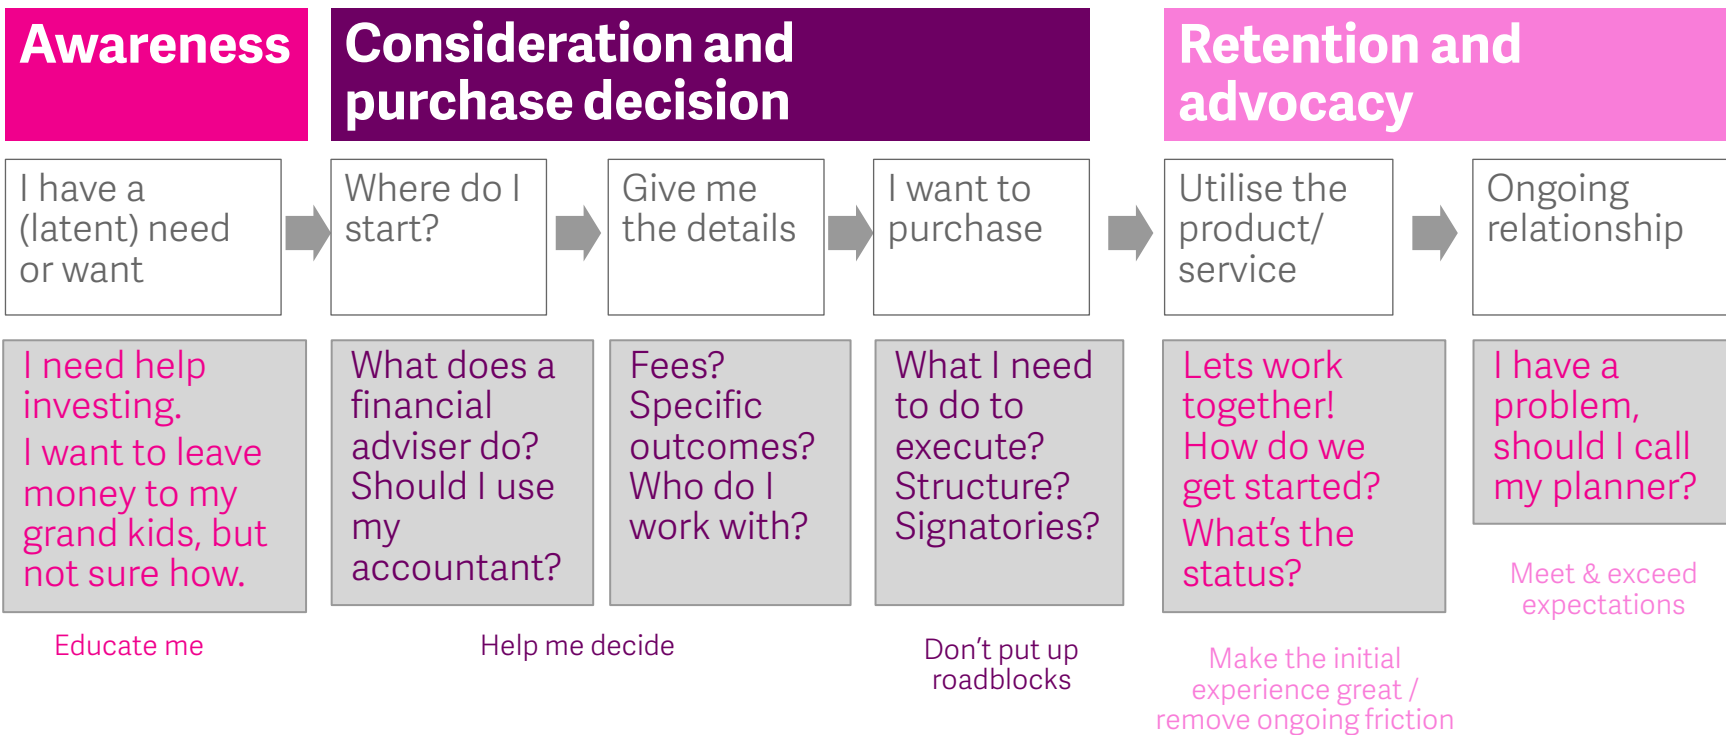 Awareness
Consideration and
purchase decision
Retention and
advocacy
I have a
(latent) need
or want
Where do I
start?
Give me
the details
I want to
purchase
Utilise the
product/
service
Ongoing
relationship
I need help
investing.
I want to leave
money to my
grand kids, but
not sure how.
What does a
financial
adviser do?
Should I use
my
accountant?
Fees?
Specific
outcomes?
Who do I
work with?
What I need
to do to
execute?
Structure?
Signatories?
Lets work
together!
How do we
get started?
What's the
status?
I have a
problem,
should I call
my planner?
Educate me
Help me decide
Don't put up
roadblocks
Make the initial
experience great /
remove ongoing friction
Meet & exceed
expectations